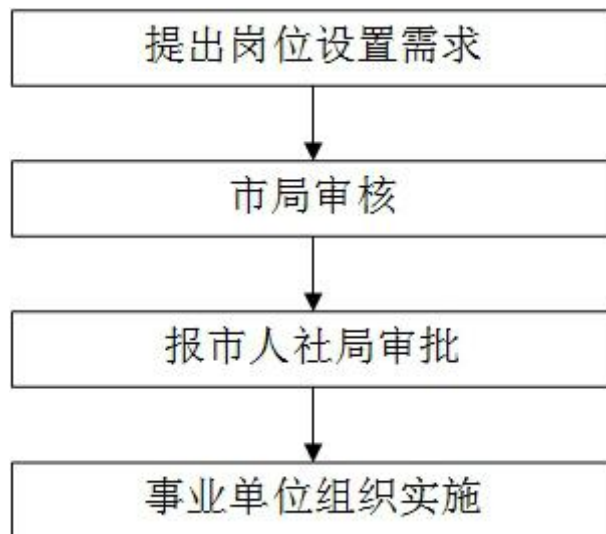 提出岗位设置需求
市局审核
报市人社局审批
事业单位组织实施